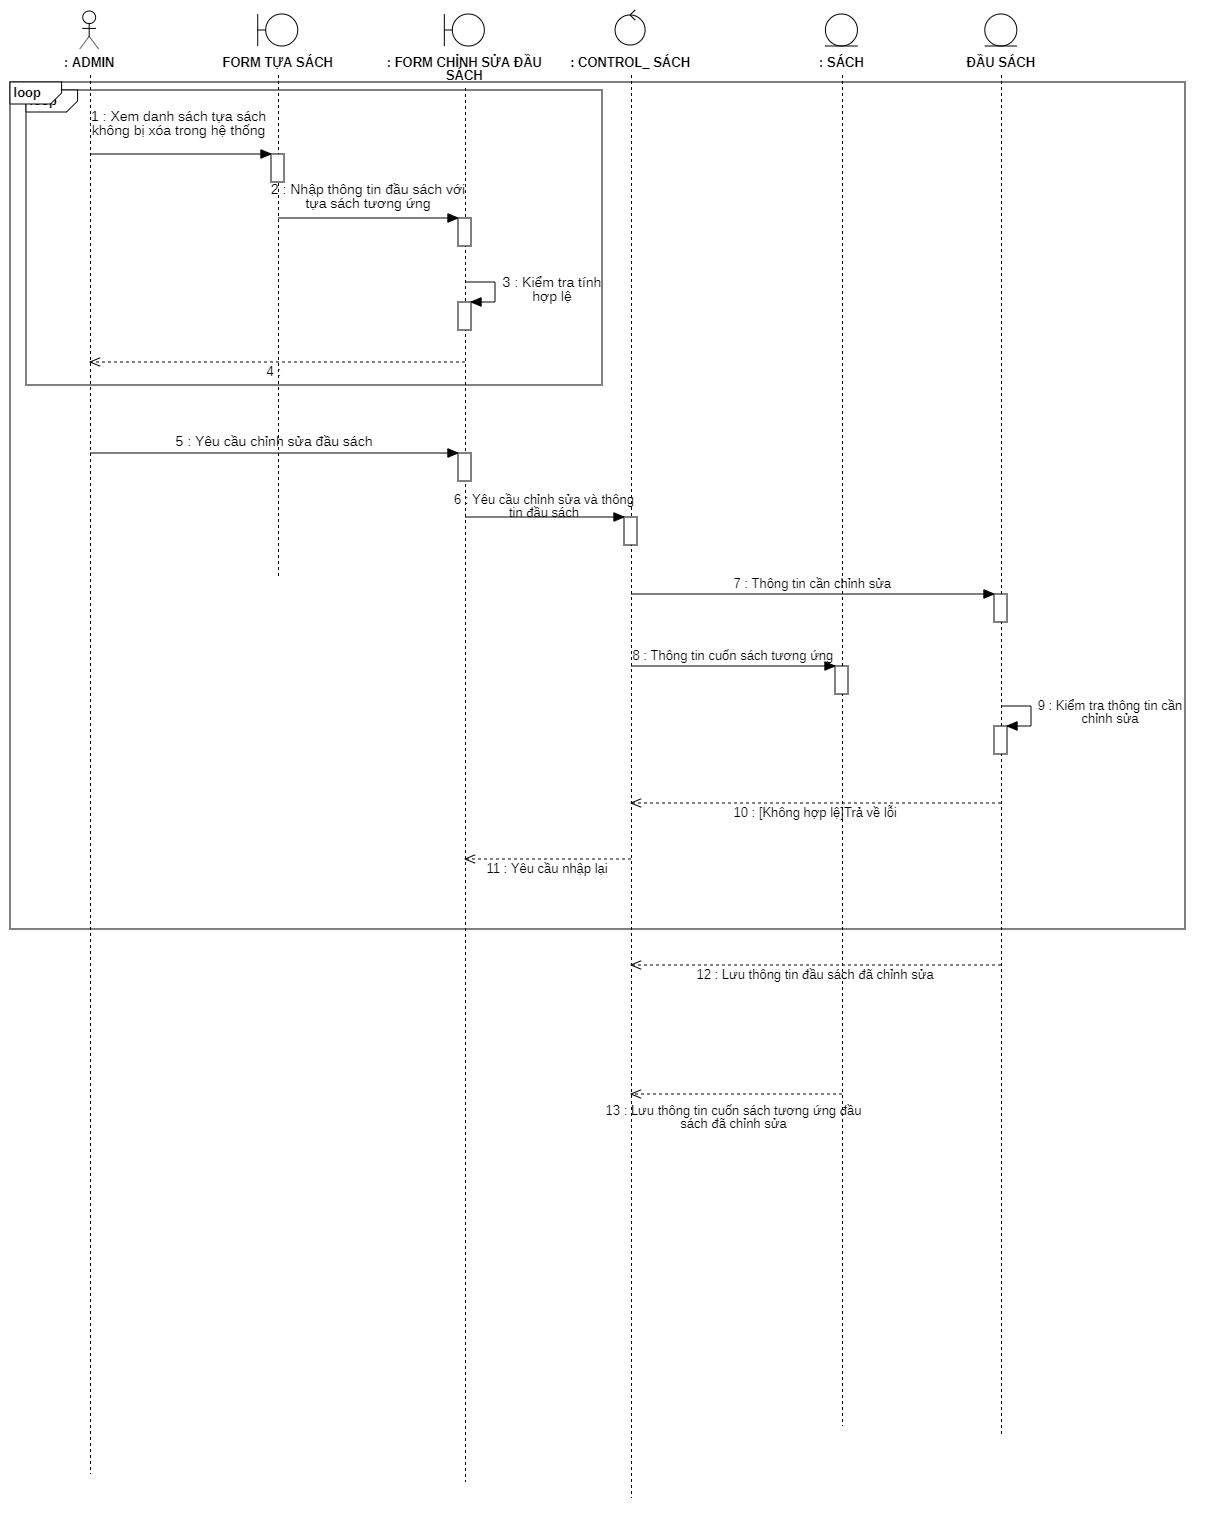 : ADMIN
FORM TỰA SÁCH
: FORM CHỈNH SỬA ĐẦU
SÁCH
: CONTROL_ SÁCH
: SÁCH
ĐẦU SÁCH
loop
loop
1 : Xem danh sách tựa sách
không bị xóa trong hệ thống
2 : Nhập thông tin đầu sách với
tựa sách tương ứng
3 : Kiểm tra tính
hợp lệ
4 :
5 : Yêu cầu chỉnh sửa đầu sách
6 : Yêu cầu chỉnh sửa và thông
tin đầu sách
7 : Thông tin cần chỉnh sửa
8 : Thông tin cuốn sách tương ứng
9 : Kiểm tra thông tin cần
chỉnh sửa
10 : [Không hợp lệ]Trả về lỗi
11 : Yêu cầu nhập lại
12 : Lưu thông tin đầu sách đã chỉnh sửa
13 : Lưu thông tin cuốn sách tương ứng đầu
sách đã chỉnh sửa